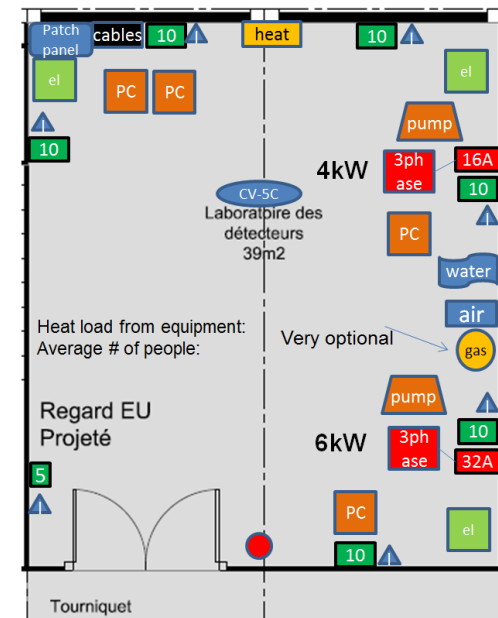 Patch
panel
cables
10
heat
10
el
PC
PC
el
10
pump
4kW
3ph
ase
16A
10
CV-5C
Laboratoire des
détecteurs
39m2
PC
water
air
Heat load from equipment:
Average # of people:
Very optional
gas
pump
Regard EU
Projeté
6kW
3ph
ase
10
32A
5
PC
el
10
Tourniquet